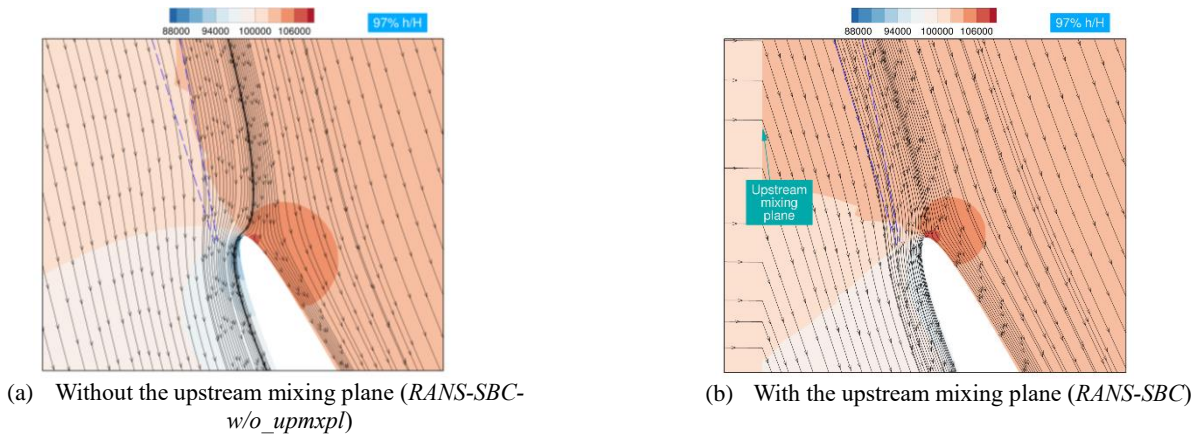 97% h/H
88000 94000 100000 106000
97% h/H
88000 94000 100000 106000
Upstream
mixing
plane
(a) Without the upstream mixing plane (RANS-SBC-
w/o_upmxpl)
(b) With the upstream mixing plane (RANS-SBC)